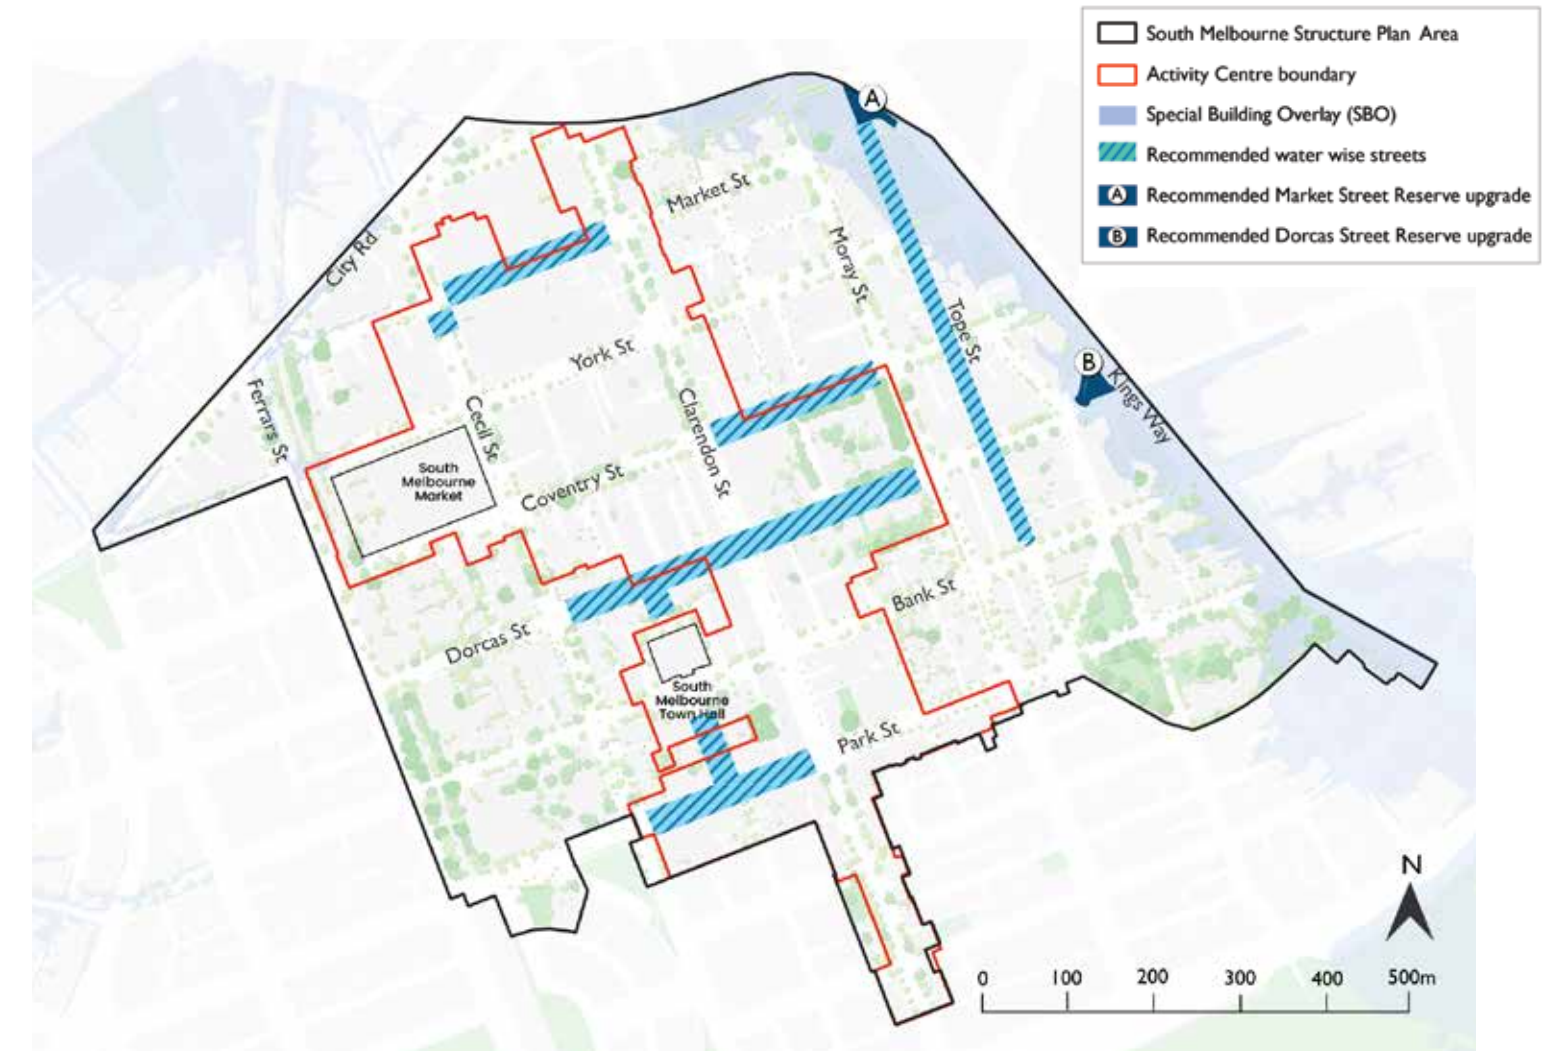 South Melbourne Structure Plan Area
Activity Centre boundary
Special Building Overlay (SBO)
Recommended water wise streets
A Recommended Market Street Reserve upgrade
B Recommended Dorcas Street Reserve upgrade
A
Market St
City Rd
Moray St
Tope St
York St
B
Kings Way
Ferrars St
Cecil St
Clarendon St
South
Melbourne
Market
Coventry St
Bank St
Dorcas St
South
Melbourne
Town Hall
Park St
N
0 100 200 300 400 500m